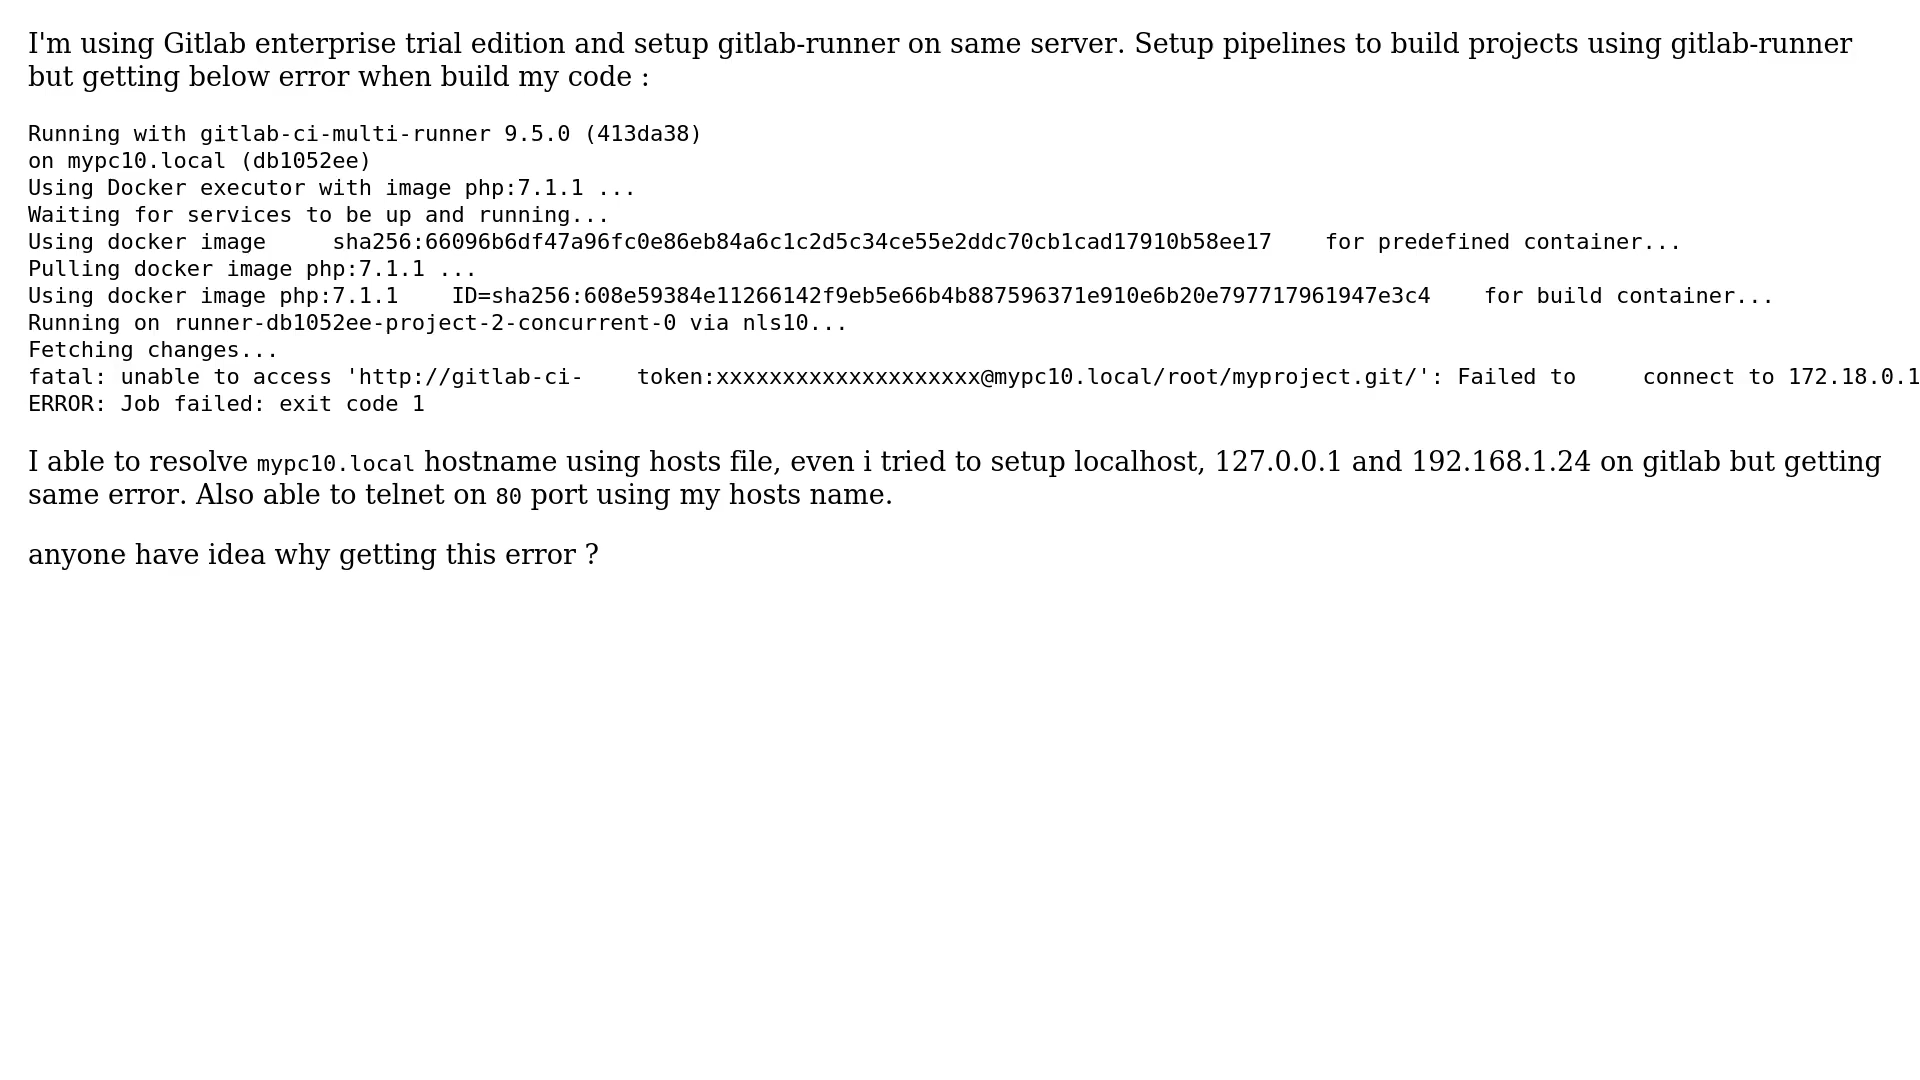 I'm using Gitlab enterprise trial edition and setup gitlab-runner on same server. Setup pipelines to build projects using gitlab-runner
but getting below error when build my code :
Running with gitlab-ci-multi-runner 9.5.0 (413da38)
on mypc10.local (db1052ee)
Using Docker executor with image php:7.1.1 ...
Waiting for services to be up and running...
Using docker image     sha256:66096b6df47a96fc0e86eb84a6c1c2d5c34ce55e2ddc70cb1cad17910b58ee17    for predefined container...
Pulling docker image php:7.1.1 ...
Using docker image php:7.1.1    ID=sha256:608e59384e11266142f9eb5e66b4b887596371e910e6b20e797717961947e3c4    for build container...
Running on runner-db1052ee-project-2-concurrent-0 via nls10...
Fetching changes...
fatal: unable to access 'http://gitlab-ci-    token:xxxxxxxxxxxxxxxxxxxx@mypc10.local/root/myproject.git/': Failed to     connect to 172.18.0.1
ERROR: Job failed: exit code 1
I able to resolve mypc10.local hostname using hosts file, even i tried to setup localhost, 127.0.0.1 and 192.168.1.24 on gitlab but getting
same error. Also able to telnet on 80 port using my hosts name.
anyone have idea why getting this error ?